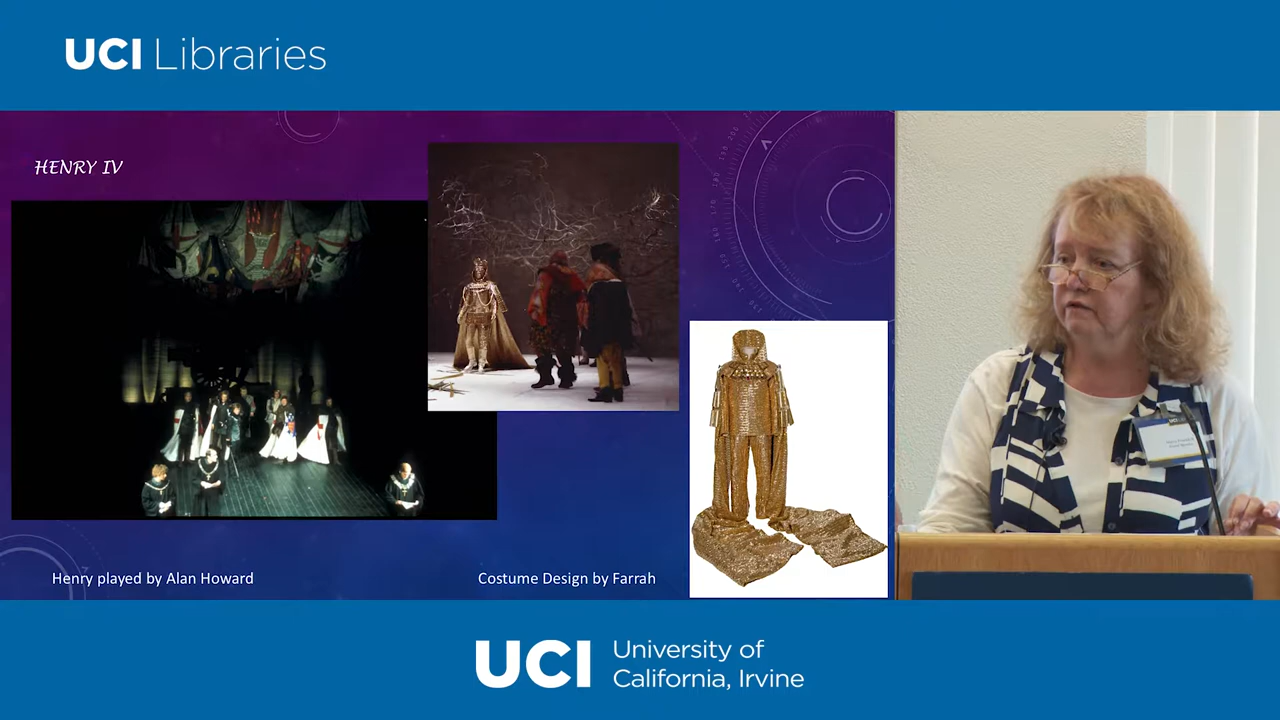 UCI Libraries
HENRY IV
Henry played by Alan Howard
Costume Design by Farrah
UCI
University of
California, Irvine